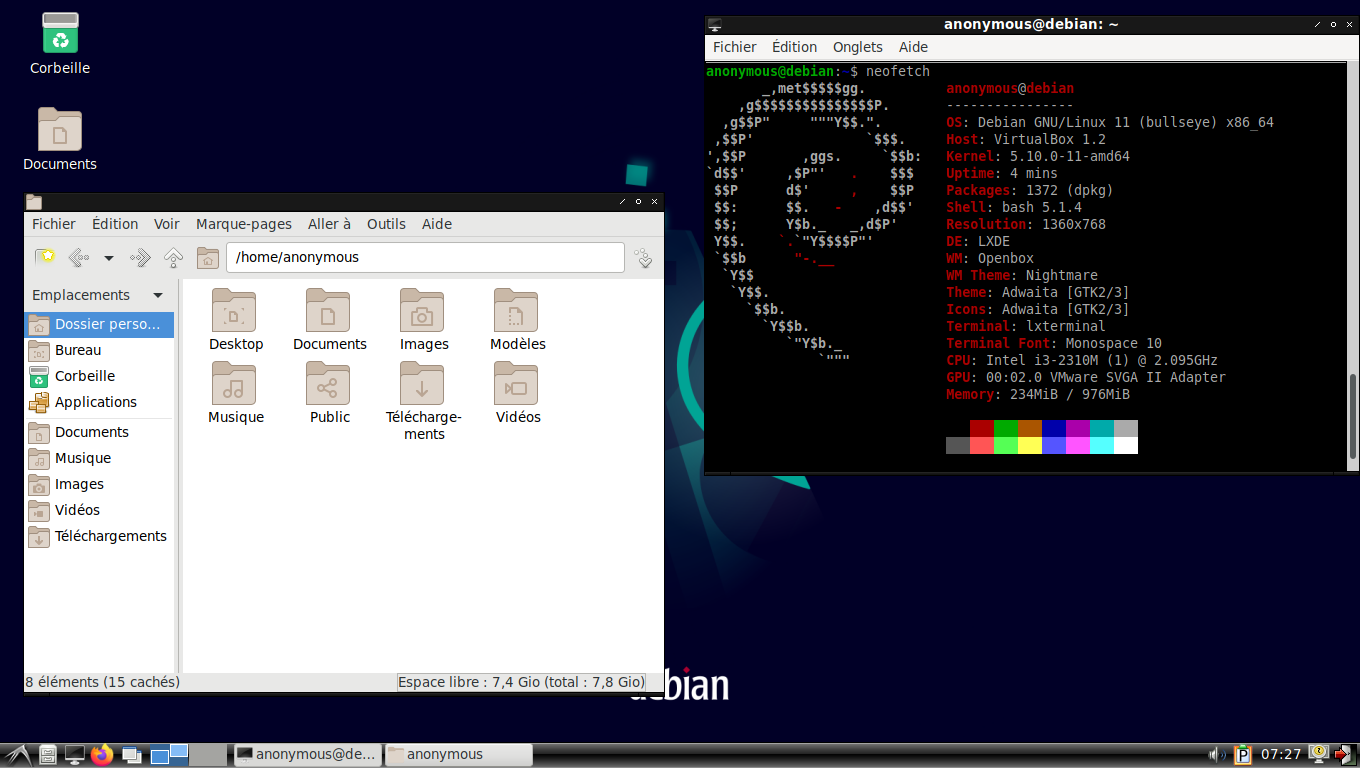 Corbeille
Documents
anonymous@debian: ~
Fichier Édition Onglets Aide
anonymous@debian:~$ neofetch
       _,met$$$$$gg.
    ,g$$$$$$$$$$$$$$$P.
  ,g$$P"     """Y$$.".
 ,$$P'              `$$$.
',$$P       ,ggs.     `$$b:
`d$$'     ,$P"'   .    $$$
 $$P      d$'     ,    $$P
 $$:      $$.   -    ,d$$'
 $$;      Y$b._   _,d$P'
 Y$$.    `.`"Y$$$$P"'
 `$$b      "-.__
  `Y$$
   `Y$$.
     `$$b.
       `Y$$b.
          `"Y$b._
              `"""
anonymous@debian
----------------
OS: Debian GNU/Linux 11 (bullseye) x86_64
Host: VirtualBox 1.2
Kernel: 5.10.0-11-amd64
Uptime: 4 mins
Packages: 1372 (dpkg)
Shell: bash 5.1.4
Resolution: 1360x768
DE: LXDE
WM: Openbox
WM Theme: Nightmare
Theme: Adwaita [GTK2/3]
Icons: Adwaita [GTK2/3]
Terminal: lxterminal
Terminal Font: Monospace 10
CPU: Intel i3-2310M (1) @ 2.095GHz
GPU: 00:02.0 VMware SVGA II Adapter
Memory: 234MiB / 976MiB
Fichier Édition Voir Marque-pages Aller à Outils Aide
/home/anonymous
Emplacements
Dossier perso...
Bureau
Corbeille
Applications
Documents
Musique
Images
Vidéos
Téléchargements
Desktop Documents Images Modèles
Musique Public Télécharge-
ments Vidéos
8 éléments (15 cachés) Espace libre : 7,4 Gio (total : 7,8 Gio)
debian
anonymous@de... anonymous 07:27